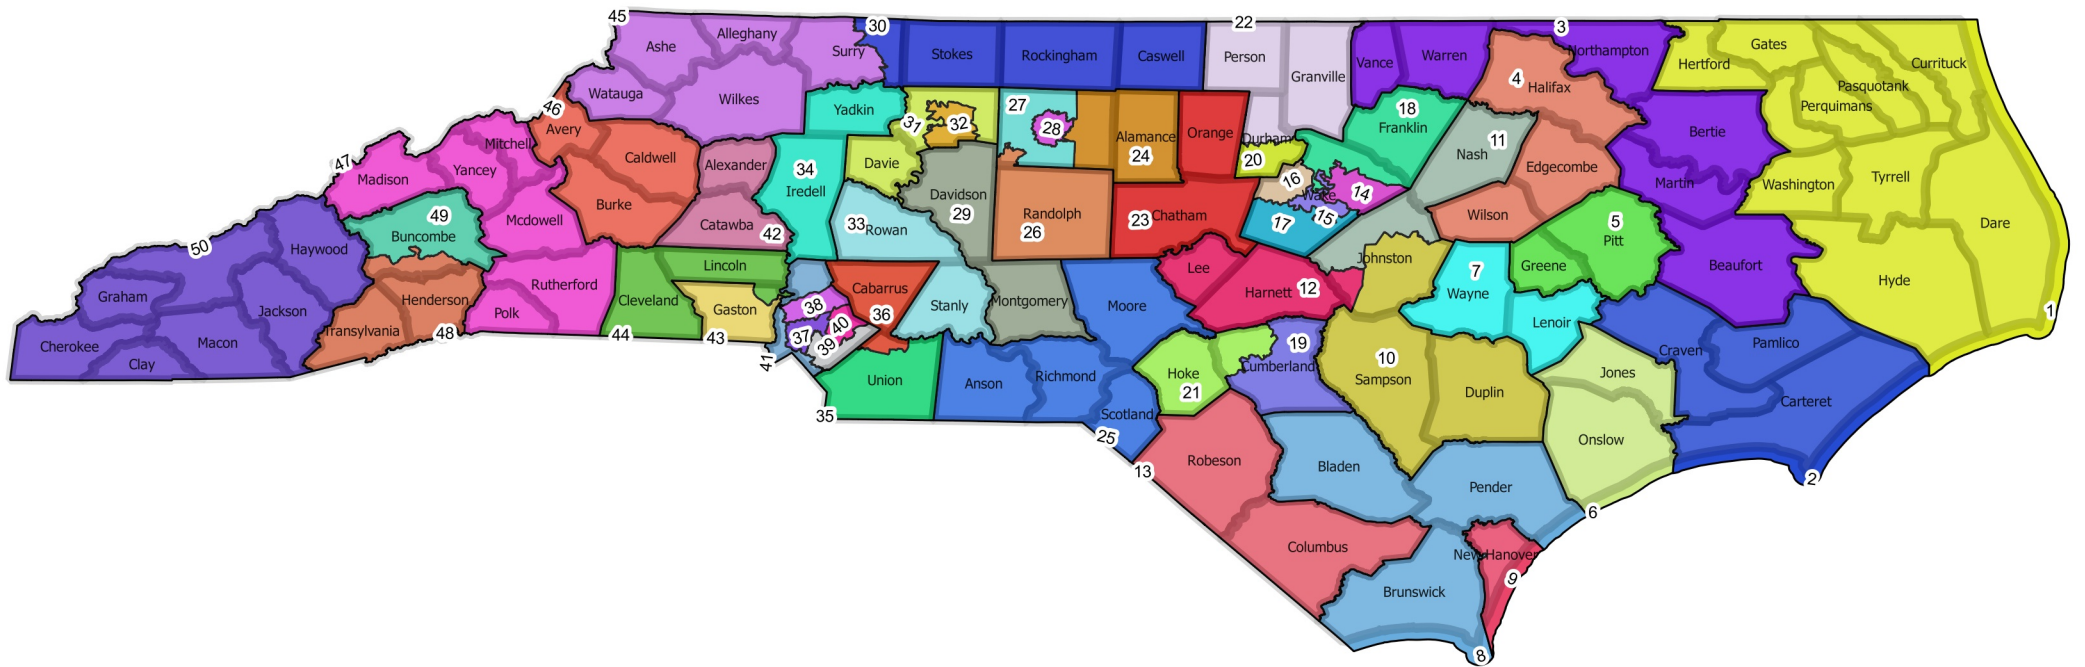 45
Alleghany
Ashe
Surry
30
Stokes
Rockingham
Caswell
22
Person
Granville
Vance
Warren
3
Northampton
Hertford
Gates
Currituck
Pasquotank
Perquimans
Watauga
Wilkes
46
Avery
Yadkin
31
32
27
28
Alamance
24
Orange
Durham
20
18
Franklin
4
Halifax
11
Nash
Bertie
47
Madison
Mitchell
Yancey
Caldwell
Alexander
34
Iredell
Davie
Davidson
29
Edgecombe
Martin
Washington
Tyrrell
Dare
Burke
Mcdowell
Catawba
42
33
Rowan
Randolph
26
23
Chatham
16
Wake
14
15
17
Wilson
5
Pitt
50
Haywood
49
Buncombe
Lincoln
Cleveland
Rutherford
Polk
Henderson
48
Transylvania
Graham
Jackson
Cherokee
Macon
Clay
44
Gaston
43
38
37
40
39
41
Cabarrus
36
Stanly
Montgomery
Moore
Lee
Harnett
12
Johnston
7
Wayne
Greene
Lenoir
Beaufort
Hyde
1
Union
35
Anson
Richmond
Scotland
25
Hoke
21
19
Cumberland
10
Sampson
Duplin
Jones
Craven
Pamlico
Carteret
2
Onslow
13
Robeson
Bladen
Pender
6
Columbus
New Hanover
9
Brunswick
8